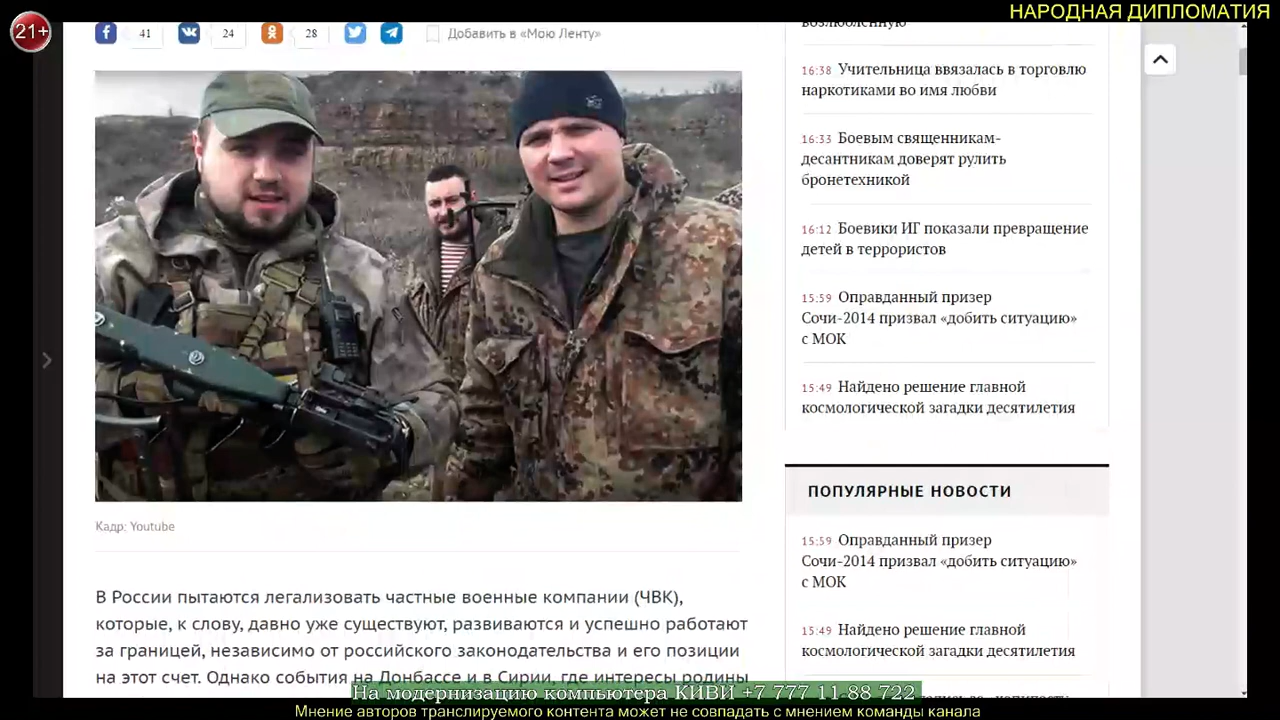 21+
НАРОДНАЯ ДИПЛОМАТИЯ
41
24
28
Добавить в «Мою Ленту»
Кадр: Youtube
В России пытаются легализовать частные военные компании (ЧВК),
которые, к слову, давно уже существуют, развиваются и успешно работают
за границей, независимо от российского законодательства и его позиции
на этот счет. Однако события на Донбассе и в Сирии, где интересы родины
возлюбленную
16:38 Учительница ввязалась в торговлю
наркотиками во имя любви
16:33 Боевым священникам-
десантникам доверят рулить
бронетехникой
16:12 Боевики ИГ показали превращение
детей в террористов
15:59 Оправданный призер
Сочи-2014 призвал «добить ситуацию»
с МОК
15:49 Найдено решение главной
космологической загадки десятилетия
ПОПУЛЯРНЫЕ НОВОСТИ
15:59 Оправданный призер
Сочи-2014 призвал «добить ситуацию»
с МОК
15:49 Найдено решение главной
космологической загадки десятилетия
На модернизацию компьютера КИВИ +7 777 11 88 722
Мнение авторов транслируемого контента может не совпадать с мнением команды канала